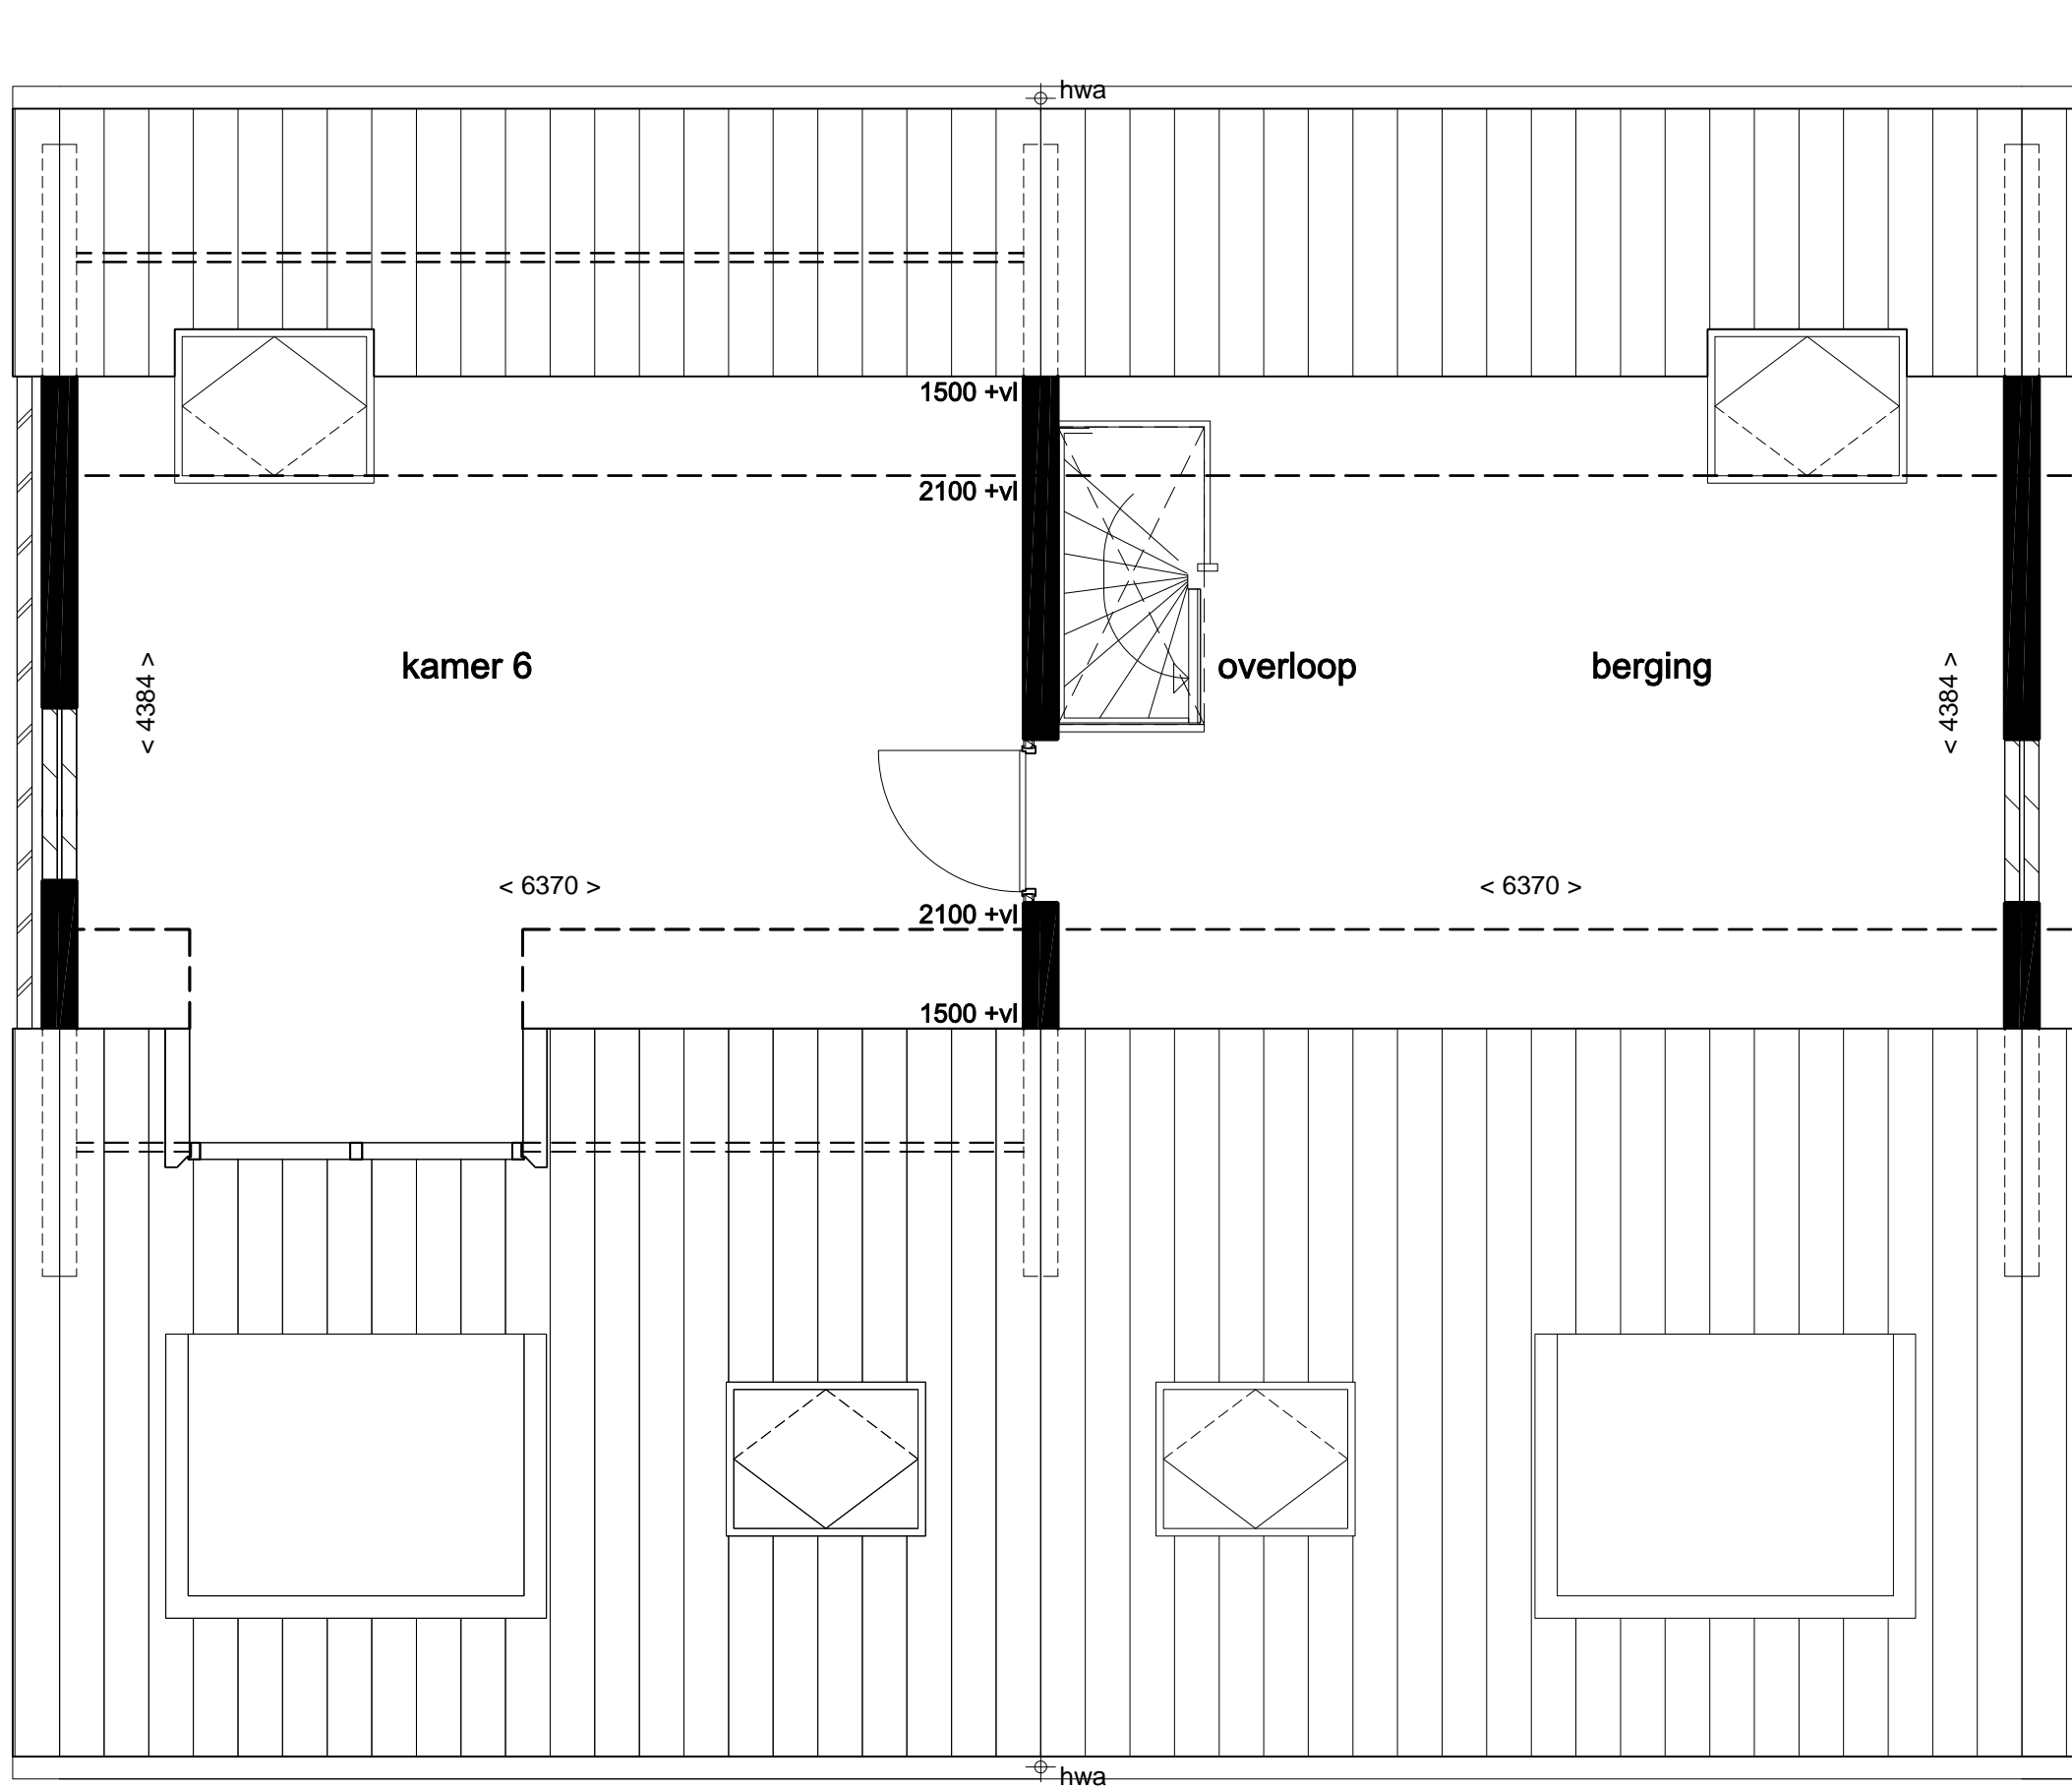 hwa
1500 +vl
2100 +vl
kamer 6
overloop
berging
< 4384 >
< 4384 >
< 6370 >
< 6370 >
2100 +vl
1500 +vl
hwa